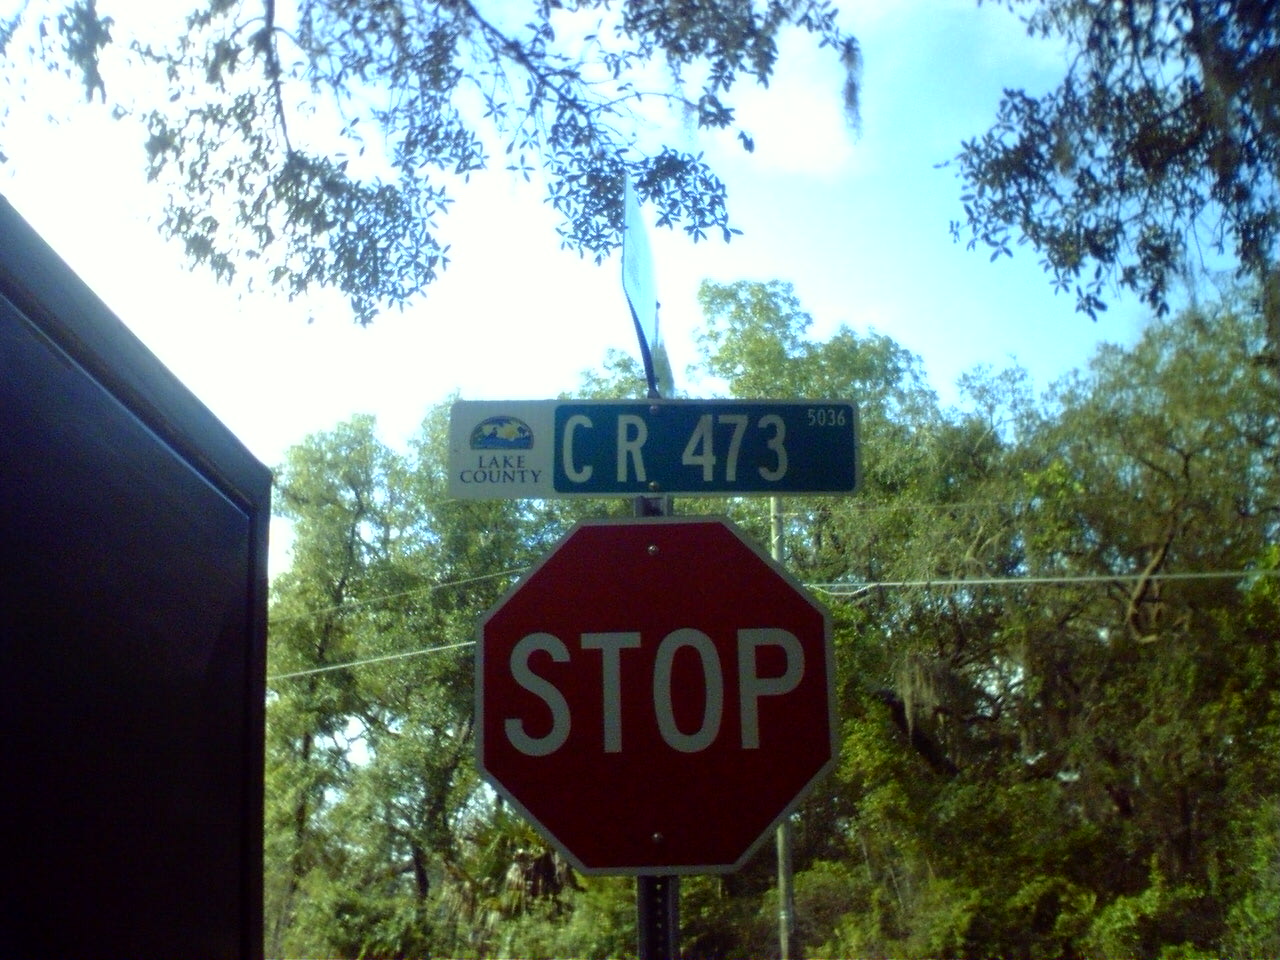 LAKE
COUNTY
C R 473 5036
STOP